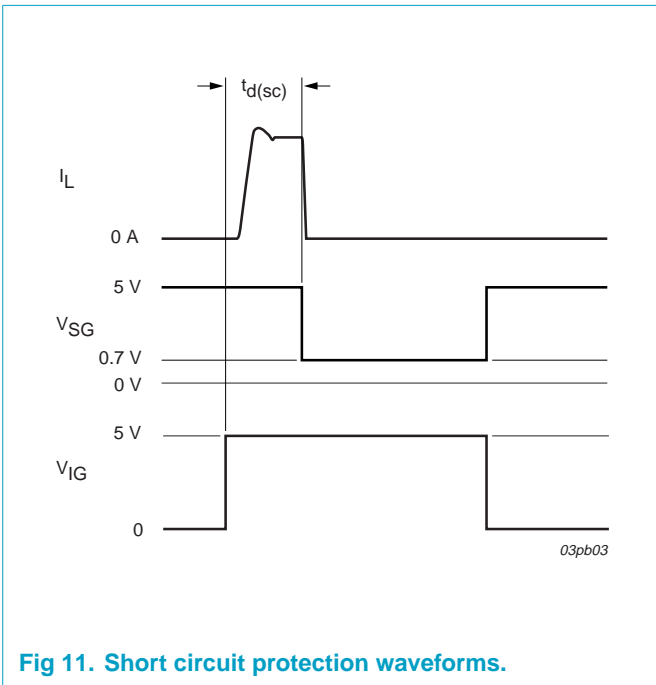 td(sc)
IL
0 A
5 V
VSG
0.7 V
0 V
5 V
VIG
0
03pb03
Fig 11. Short circuit protection waveforms.